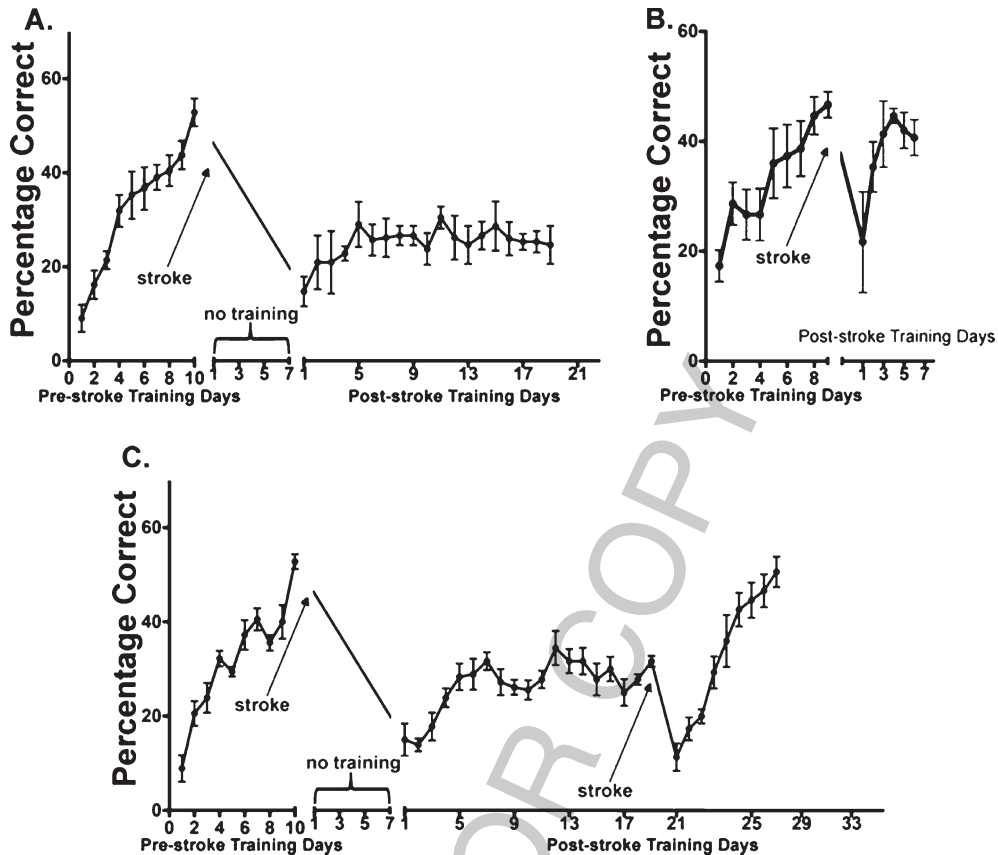 A.
Percentage Correct
60
40
20
0
stroke
no training
0 2 4 6 8 10 1 3 5 7 1 5 9 13 17 21
Pre-stroke Training Days
Post-stroke Training Days
B.
Percentage Correct
60
40
20
0
stroke
Post-stroke Training Days
0 2 4 6 8 1 3 5 7
Pre-stroke Training Days
C.
Percentage Correct
60
40
20
0
stroke
no training
stroke
0 2 4 6 8 10 1 3 5 7 1 5 9 13 17 21 25 29 33
Pre-stroke Training Days
Post-stroke Training Days
OR COPY